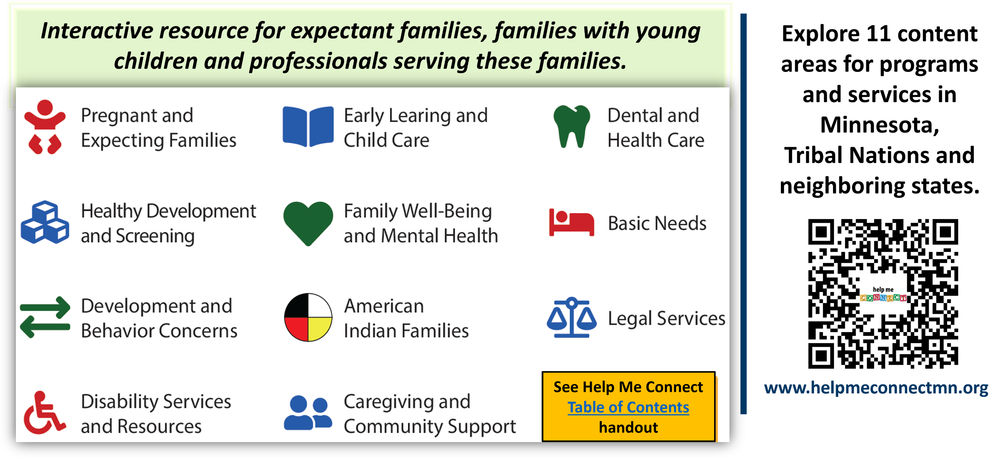 Interactive resource for expectant families, families with young
children and professionals serving these families.
Pregnant and
Expecting Families
Early Learing and
Child Care
Dental and
Health Care
Healthy Development
and Screening
Family Well-Being
and Mental Health
Basic Needs
Development and
Behavior Concerns
American
Indian Families
Legal Services
Disability Services
and Resources
Caregiving and
Community Support
See Help Me Connect
Table of Contents
handout
Explore 11 content
areas for programs
and services in
Minnesota,
Tribal Nations and
neighboring states.
help me
CONNECT
www.helpmeconnectmn.org